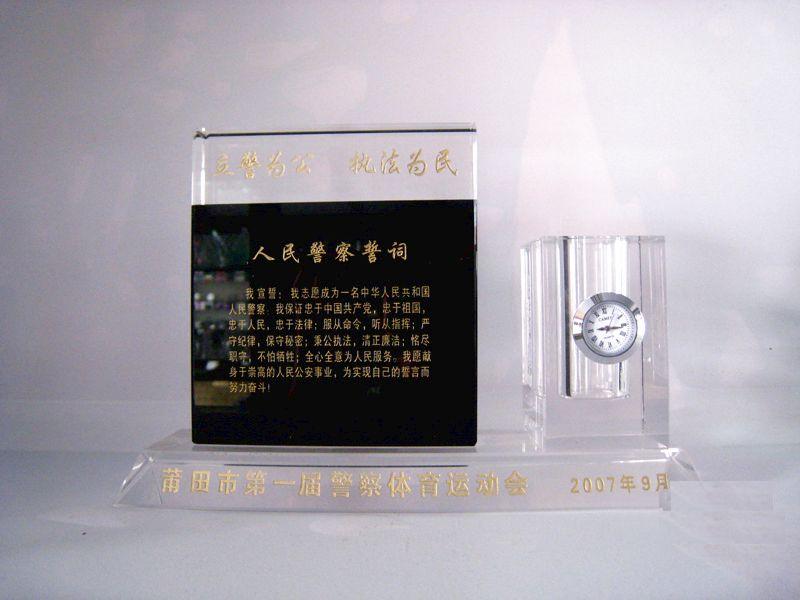 立警为公 执法为民
人民警察誓词
我宣誓：我志愿成为一名中华人民共和国
人民警察，我保证忠于中国共产党，忠于祖国，
忠于人民，忠于法律；服从命令，听从指挥；严
守纪律，保守秘密；秉公执法，清正廉洁；恪尽
职守，不怕牺牲；全心全意为人民服务。我愿献
身于崇高的人民公安事业，为实现自己的誓言而
努力奋斗！
莆田市第一届警察体育运动会 2007年9月